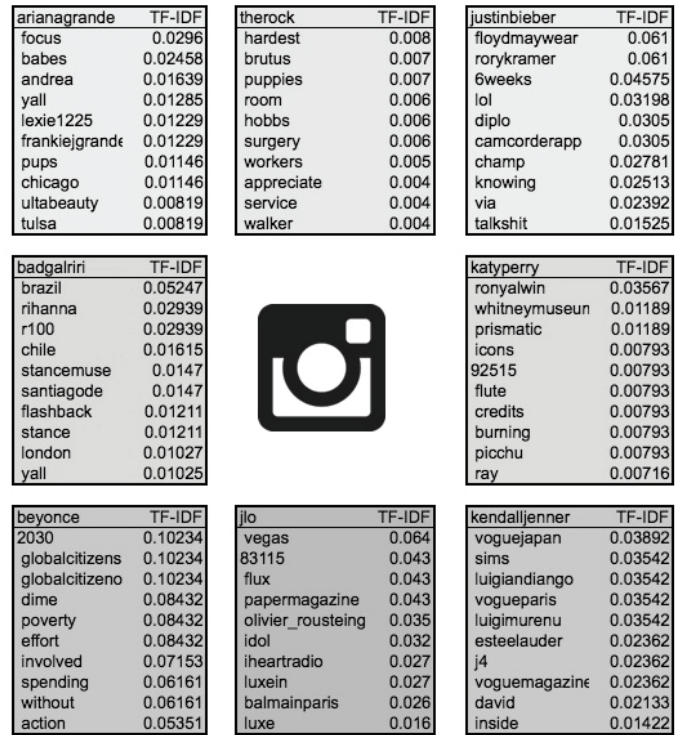 arianagrande TF-IDF
focus 0.0296
babes 0.02458
andrea 0.01639
yall 0.01285
lexie1225 0.01229
frankiejgrande 0.01229
pups 0.01146
chicago 0.01146
ultabeauty 0.00819
tulsa 0.00819
therock TF-IDF
hardest 0.008
brutus 0.007
puppies 0.007
room 0.006
hobbs 0.006
surgery 0.006
workers 0.005
appreciate 0.004
service 0.004
walker 0.004
justinbieber TF-IDF
floydmaywear 0.061
rorykramer 0.061
6weeks 0.04575
lol 0.03198
diplo 0.0305
camcorderapp 0.0305
champ 0.02781
knowing 0.02513
via 0.02392
talkshit 0.01525
badgalriri TF-IDF
brazil 0.05247
rihanna 0.02939
r100 0.02939
chile 0.01615
stancemuse 0.0147
santiagode 0.0147
flashback 0.01211
stance 0.01211
london 0.01027
yall 0.01025
katyperry TF-IDF
ronyalwin 0.03567
whitneymuseun 0.01189
prismatic 0.01189
icons 0.00793
92515 0.00793
flute 0.00793
credits 0.00793
burning 0.00793
picchu 0.00793
ray 0.00716
beyonce TF-IDF
2030 0.10234
globalcitizens 0.10234
globalcitizeno 0.10234
dime 0.08432
poverty 0.08432
effort 0.08432
involved 0.07153
spending 0.06161
without 0.06161
action 0.05351
jlo TF-IDF
vegas 0.064
83115 0.043
flux 0.043
papermagazine 0.043
olivier_rousteing 0.035
idol 0.032
iheartradio 0.027
luxein 0.027
balmainparis 0.026
luxe 0.016
kendalljenner TF-IDF
voguejapan 0.03892
sims 0.03542
luigiandiango 0.03542
vogueparis 0.03542
luigimurenu 0.03542
esteelauder 0.02362
j4 0.02362
voguemagazine 0.02362
david 0.02133
inside 0.01422